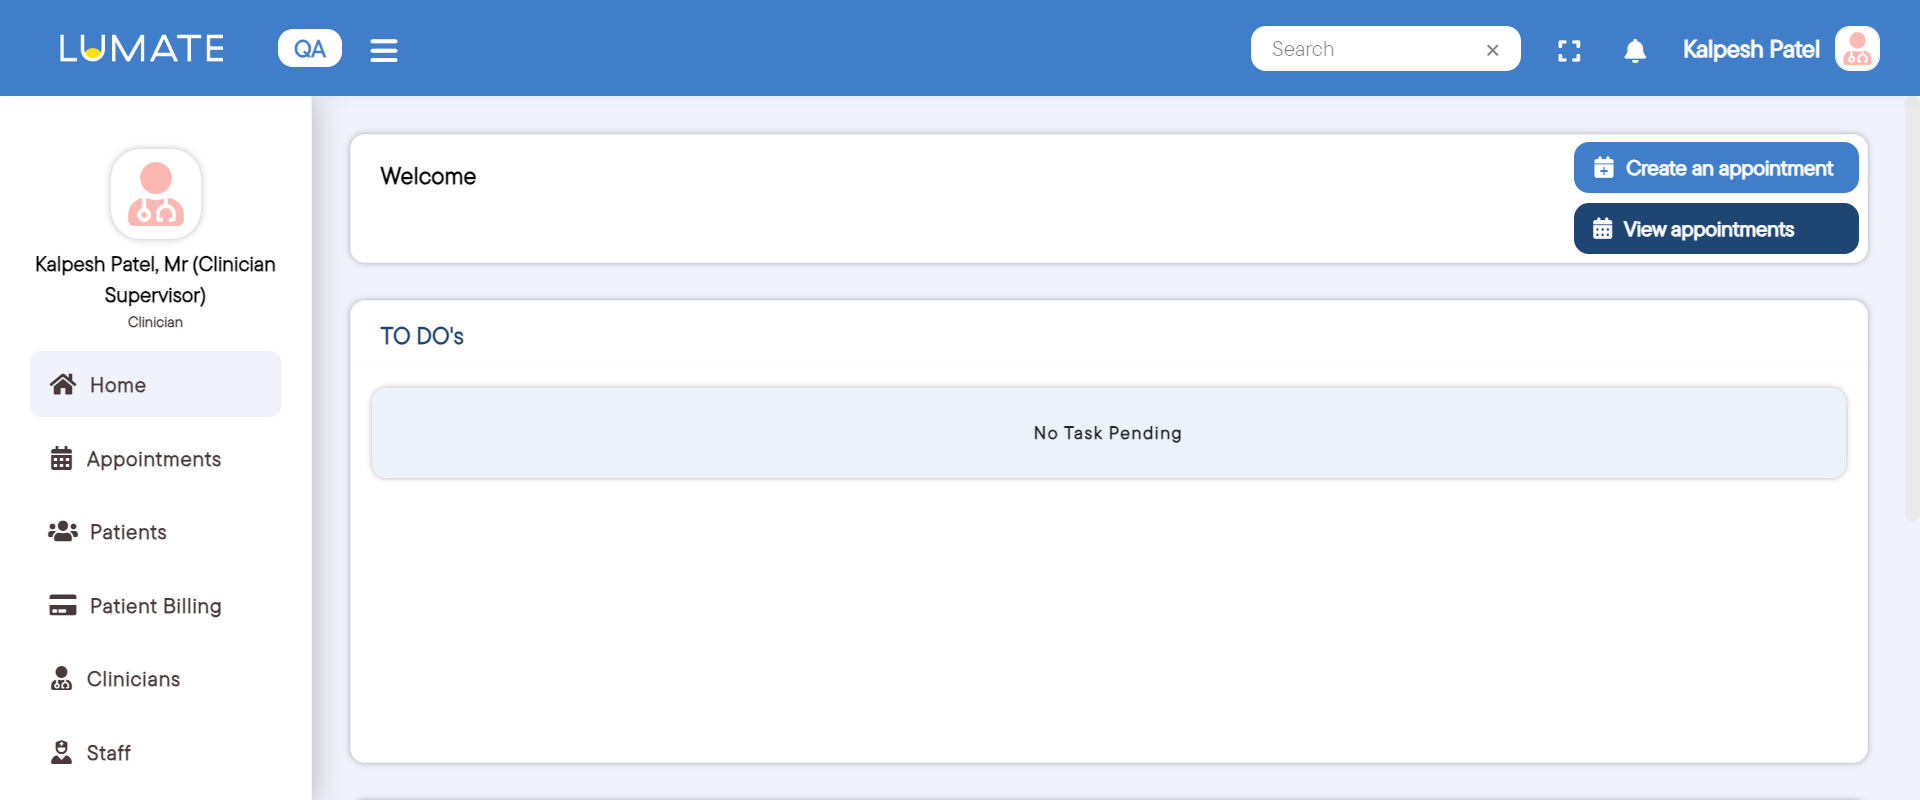 LUMATE
QA
Search
Kalpesh Patel
Kalpesh Patel, Mr (Clinician
Supervisor)
Clinician
Home
Appointments
Patients
Patient Billing
Clinicians
Staff
Welcome
Create an appointment
View appointments
TO DO's
No Task Pending